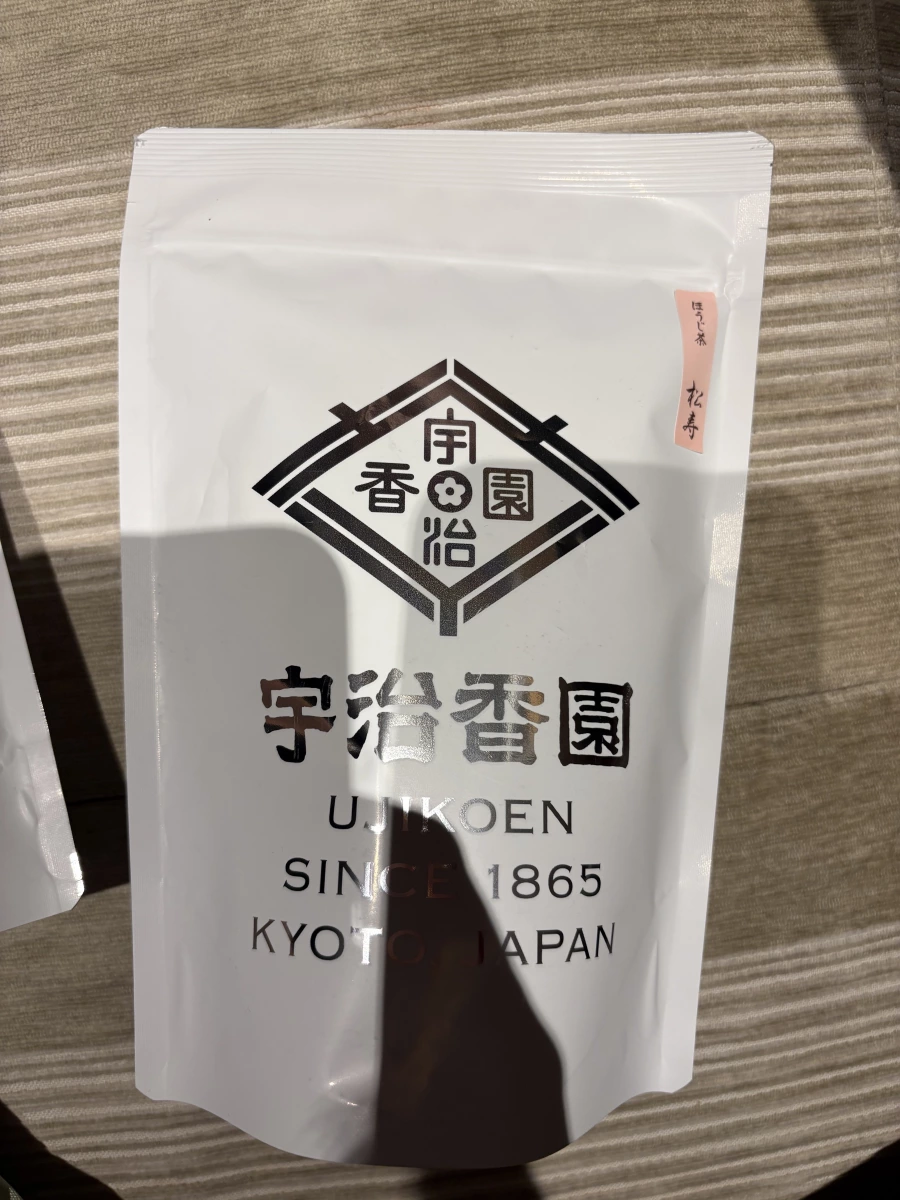 ほうじ茶 松寿
宇
香園
治
宇治香園
UJIKOEN
SINCE 1865
KYOTO, JAPAN